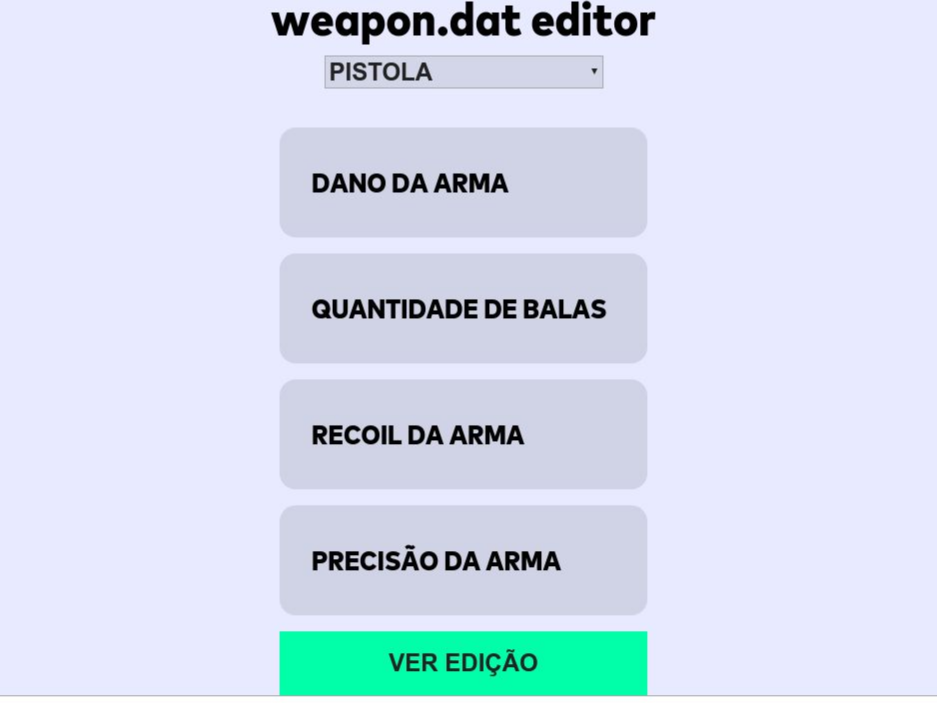 weapon.dat editor
PISTOLA
DANO DA ARMA
QUANTIDADE DE BALAS
RECOIL DA ARMA
PRECISÃO DA ARMA
VER EDIÇÃO